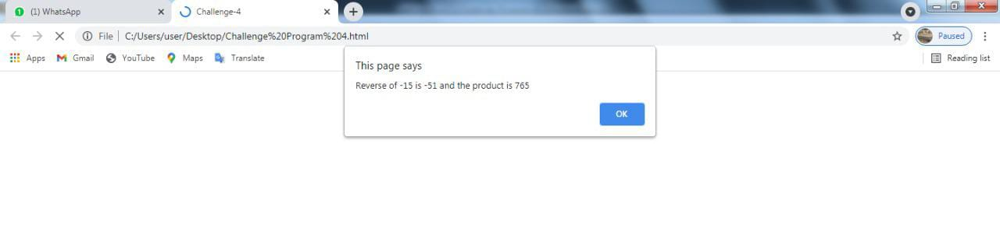 (1) WhatsApp
Challenge-4
File
C:/Users/user/Desktop/Challenge%20Program%204.html
Paused
Apps
Gmail
YouTube
Maps
Translate
Reading list
This page says
Reverse of -15 is -51 and the product is 765
OK